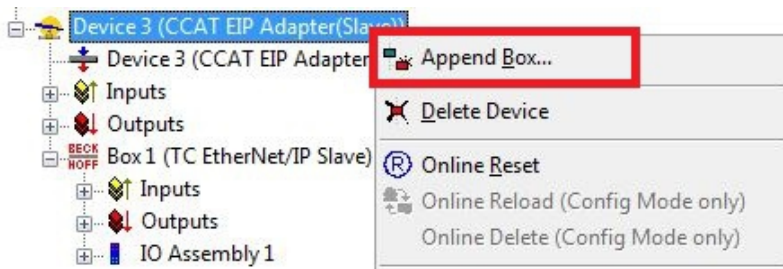 Device 3 (CCAT EIP Adapter(Slave))
Device 3 (CCAT EIP Adapter
Inputs
Outputs
BECK
HOFF
Box 1 (TC EtherNet/IP Slave)
Inputs
Outputs
IO Assembly 1
Append Box...
Delete Device
Online Reset
Online Reload (Config Mode only)
Online Delete (Config Mode only)